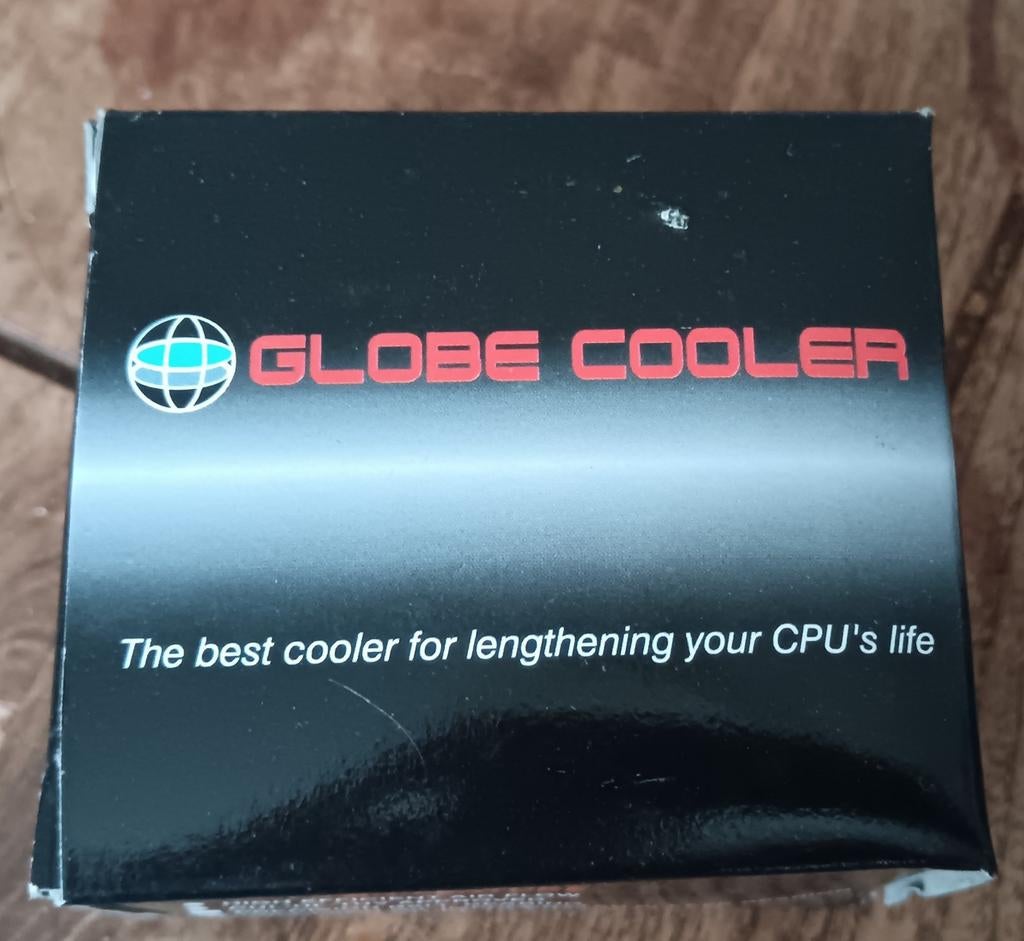 GLOBE COOLER
The best cooler for lengthening your CPU's life